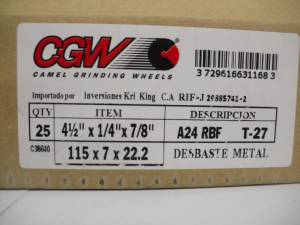 CGW
CAMEL GRINDING WHEELS
3 729616 631168 3
Importado por Inversiones Kri King C.A RIF-J 29885741-2
QTY ITEM DESCRIPCION
25 4½" x 1/4" x 7/8" A24 RBF T-27
C38640 115 x 7 x 22.2 DESBASTE METAL